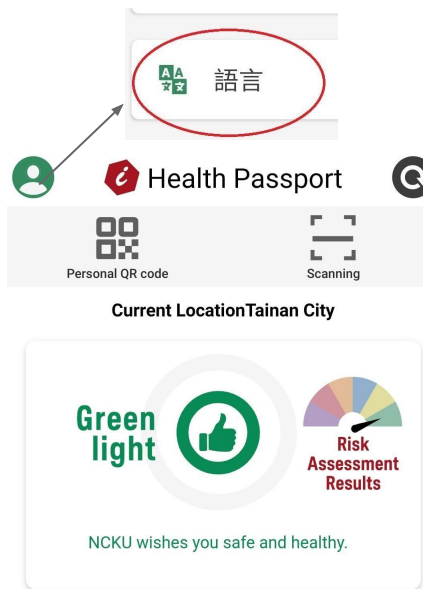 語言
Health Passport
Personal QR code
Scanning
Current LocationTainan City
Green
light
Risk
Assessment
Results
NCKU wishes you safe and healthy.